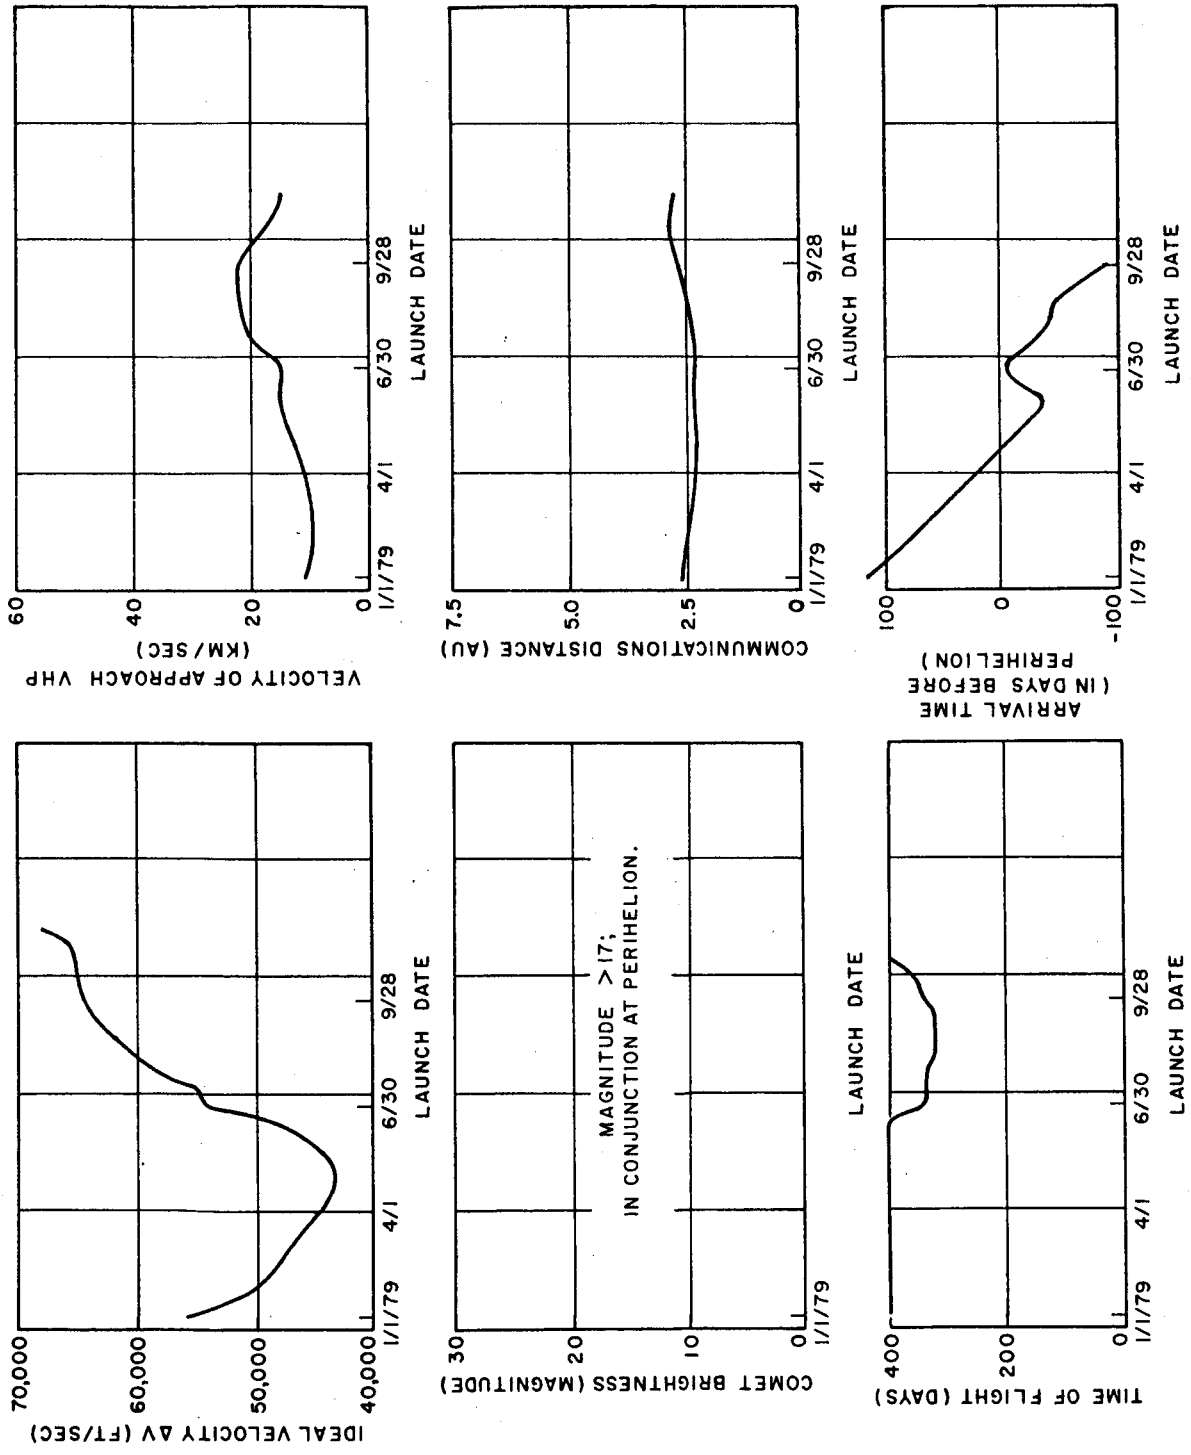 70,000
60,000
50,000
40,000
IDEAL VELOCITY ΔV (FT/SEC)
1/1/79 4/1 6/30 9/28
LAUNCH DATE
60
40
20
0
VELOCITY OF APPROACH VHP
(KM/SEC)
1/1/79 4/1 6/30 9/28
LAUNCH DATE
30
20
10
0
COMET BRIGHTNESS (MAGNITUDE)
MAGNITUDE >17;
IN CONJUNCTION AT PERIHELION.
1/1/79
LAUNCH DATE
7.5
5.0
2.5
0
COMMUNICATIONS DISTANCE (AU)
1/1/79 4/1 6/30 9/28
LAUNCH DATE
400
200
0
TIME OF FLIGHT (DAYS)
1/1/79 4/1 6/30 9/28
LAUNCH DATE
100
0
-100
ARRIVAL TIME
(IN DAYS BEFORE
PERIHELION)
1/1/79 4/1 6/30 9/28
LAUNCH DATE